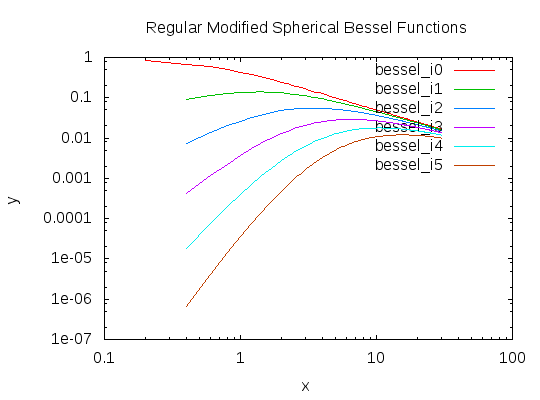 Regular Modified Spherical Bessel Functions
1
0.1
0.01
0.001
0.0001
1e-05
1e-06
1e-07
y
bessel_i0
bessel_i1
bessel_i2
bessel_i3
bessel_i4
bessel_i5
0.1 1 10 100
x